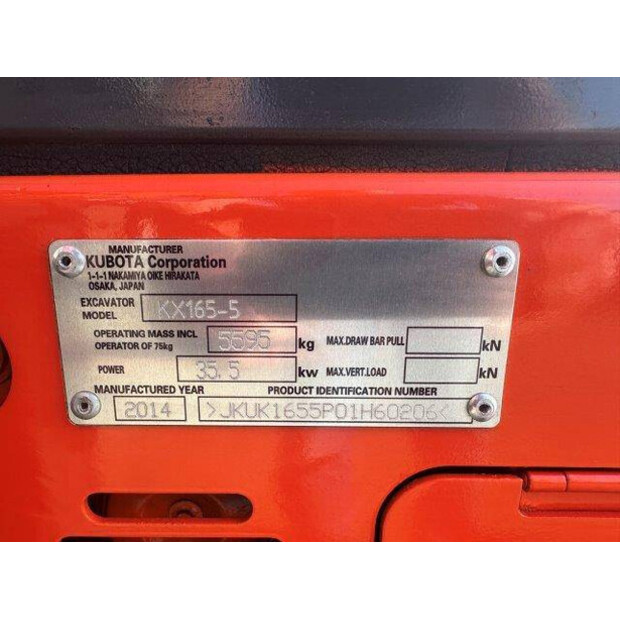 MANUFACTURER
KUBOTA Corporation
1-1-1 NAKAMIYA OIKE HIRAKATA
OSAKA, JAPAN
EXCAVATOR MODEL KX165-5
OPERATING MASS INCL OPERATOR OF 75kg 5595 kg MAX.DRAW BAR PULL kN
POWER 35.5 kw MAX.VERT.LOAD kN
MANUFACTURED YEAR PRODUCT IDENTIFICATION NUMBER
2014 >JKUK1655P01H60206<